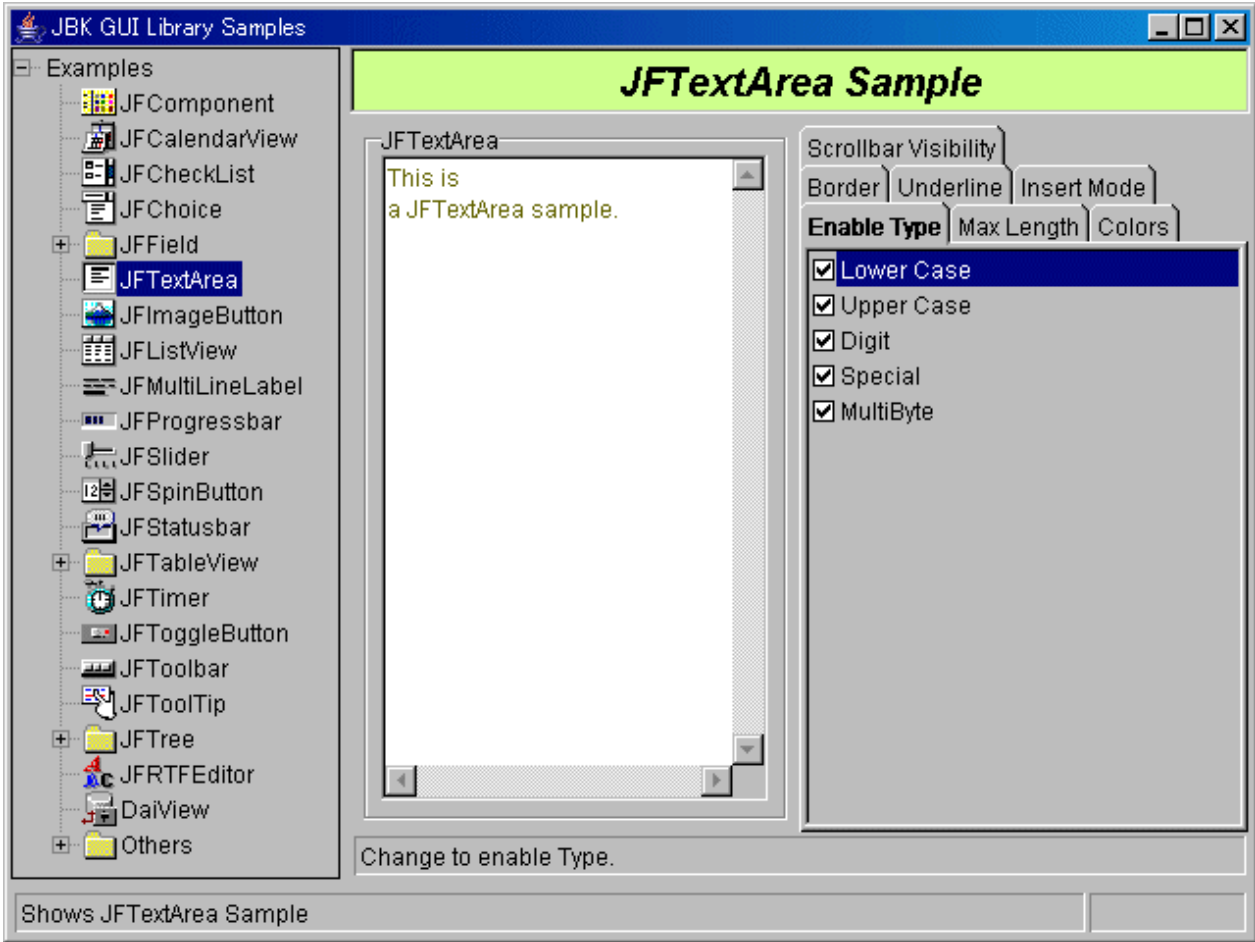 JBK GUI Library Samples
Examples
JFComponent
JFCalendarView
JFCheckList
JFChoice
JFField
JFTextArea
JFImageButton
JFListView
JFMultiLineLabel
JFProgressbar
JFSlider
JFSpinButton
JFStatusbar
JFTableView
JFTimer
JFToggleButton
JFToolbar
JFToolTip
JFTree
JFRTFEditor
DaiView
Others
JFTextArea Sample
JFTextArea
This is
a JFTextArea sample.
Scrollbar Visibility
Border Underline Insert Mode
Enable Type Max Length Colors
Lower Case
Upper Case
Digit
Special
MultiByte
Change to enable Type.
Shows JFTextArea Sample